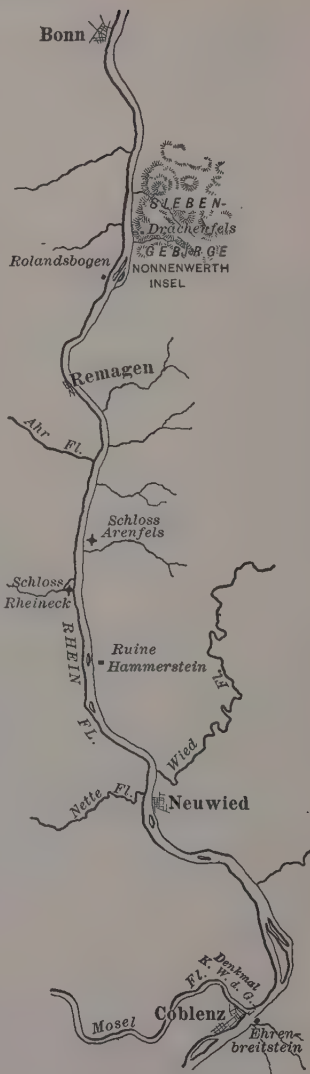 Bonn
SIEBEN-
Drachenfels
GEBIRGE
Rolandsbogen
NONNENWERTH
INSEL
Remagen
Ahr Fl.
Schloss
Arenfels
Schloss
Rheineck
RHEIN FL.
Ruine
Hammerstein
Wied Fl.
Nette Fl.
Neuwied
Denkmal
K. W. d. G.
Mosel Fl.
Coblenz
Ehren-
breitstein